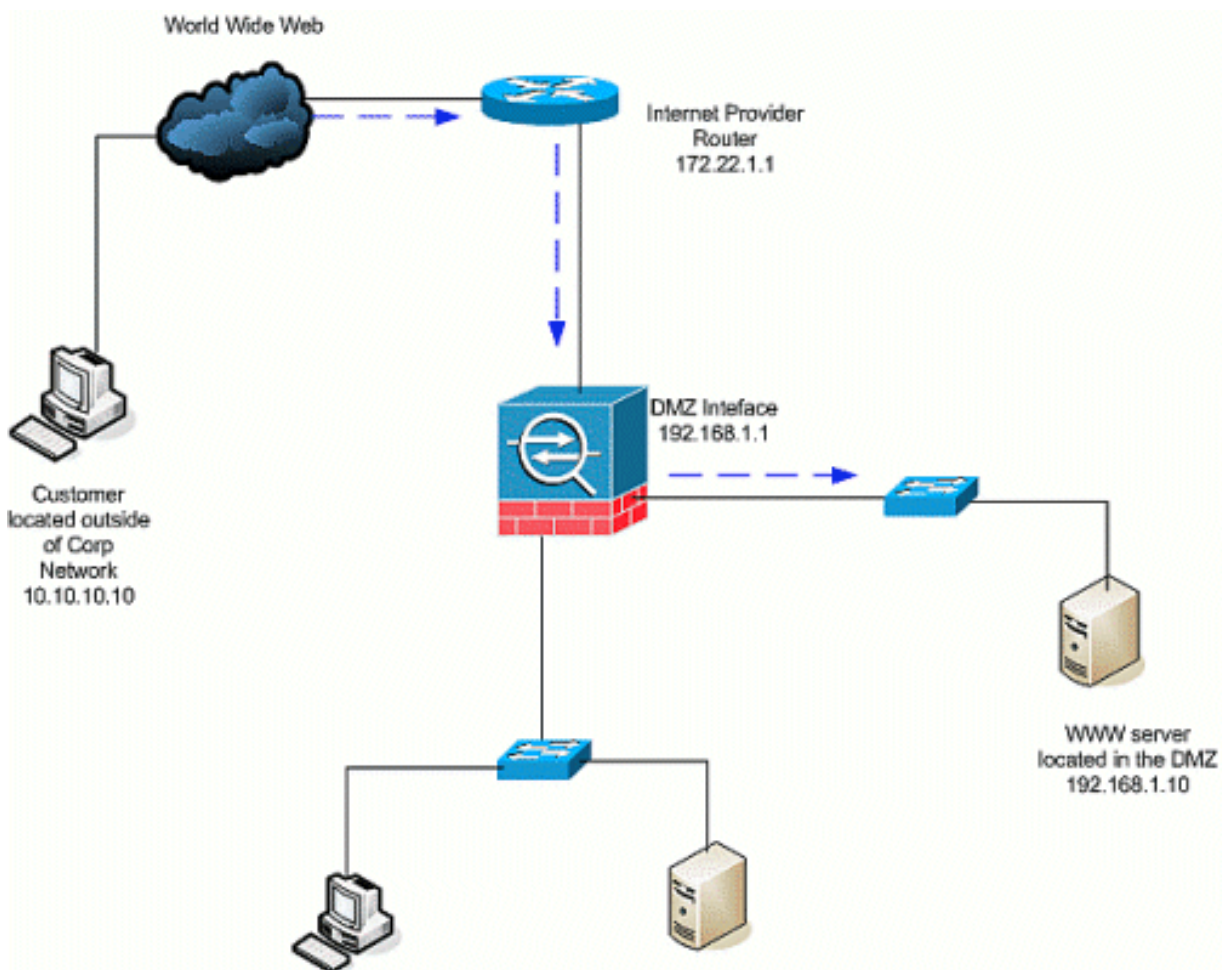 World Wide Web
Internet Provider
Router
172.22.1.1
DMZ Inteface
192.168.1.1
Customer
located outside
of Corp
Network
10.10.10.10
WWW server
located in the DMZ
192.168.1.10